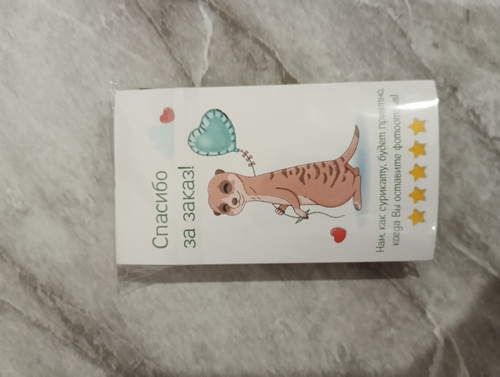 Спасибо
за заказ!
Нам, как сурикату, будет приятно,
когда Вы оставите фотоотзыв!